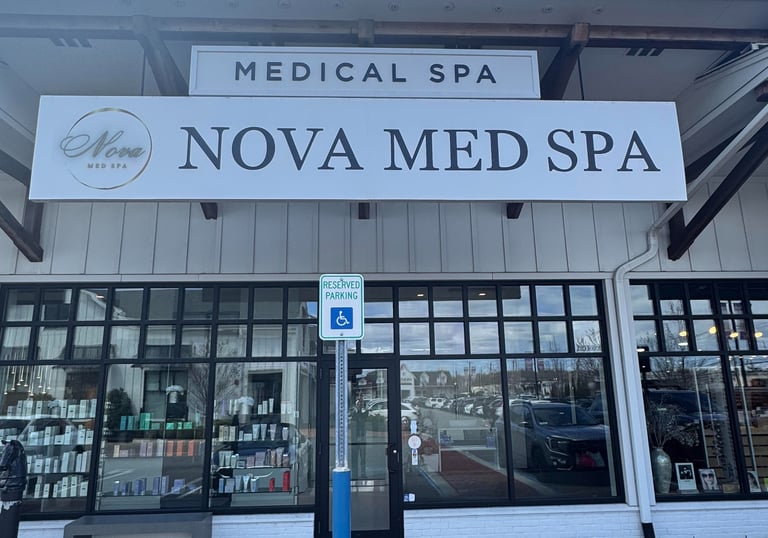 MEDICAL SPA
Nova
MED SPA
NOVA MED SPA
RESERVED
PARKING